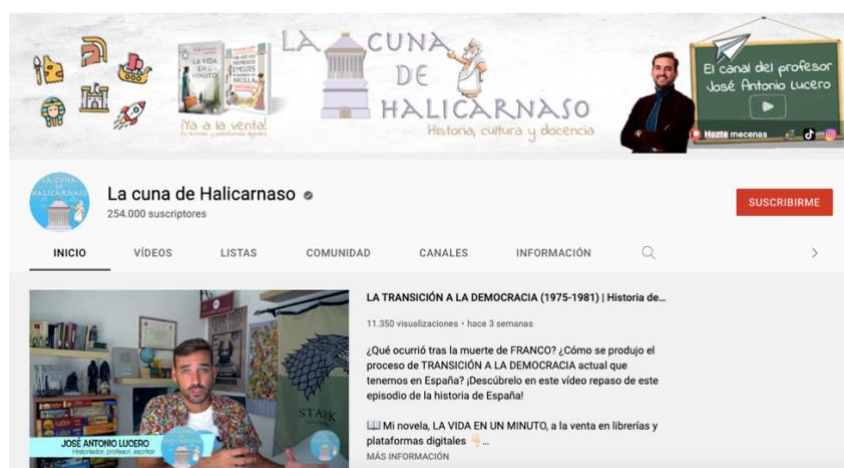 LA CUNA
DE
HALICARNASO
Historia, cultura y docencia
LA VIDA
EN UN
MINUTO
¡Ya a la venta!
El canal del profesor
José Antonio Lucero
Hazte mecenas
La cuna de Halicarnaso
254.000 suscriptores
SUSCRIBIRME
INICIO VÍDEOS LISTAS COMUNIDAD CANALES INFORMACIÓN
LA TRANSICIÓN A LA DEMOCRACIA (1975-1981) | Historia de...
11.350 visualizaciones • hace 3 semanas
¿Qué ocurrió tras la muerte de FRANCO? ¿Cómo se produjo el
proceso de TRANSICIÓN A LA DEMOCRACIA actual que
tenemos en España? ¡Descúbrelo en este vídeo repaso de este
episodio de la historia de España!
Mi novela, LA VIDA EN UN MINUTO, a la venta en librerías y
plataformas digitales ...
MÁS INFORMACIÓN
STARK
JOSÉ ANTONIO LUCERO
Historiador, profesor, escritor